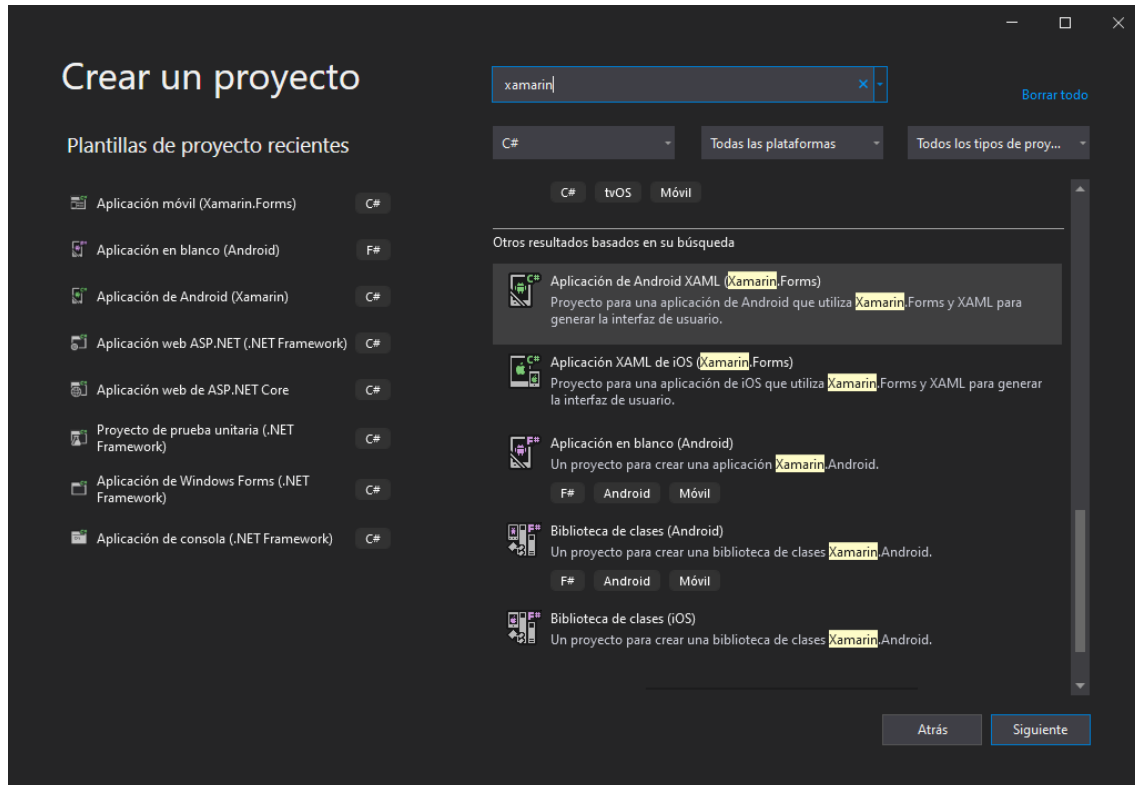 Crear un proyecto
xamarin
Borrar todo
Plantillas de proyecto recientes
C#
Todas las plataformas
Todos los tipos de proy...
Aplicación móvil (Xamarin.Forms) C#
Aplicación en blanco (Android) F#
Aplicación de Android (Xamarin) C#
Aplicación web ASP.NET (.NET Framework) C#
Aplicación web de ASP.NET Core C#
Proyecto de prueba unitaria (.NET
Framework) C#
Aplicación de Windows Forms (.NET
Framework) C#
Aplicación de consola (.NET Framework) C#
C# tvOS Móvil
Otros resultados basados en su búsqueda
Aplicación de Android XAML (Xamarin.Forms)
Proyecto para una aplicación de Android que utiliza Xamarin.Forms y XAML para
generar la interfaz de usuario.
Aplicación XAML de iOS (Xamarin.Forms)
Proyecto para una aplicación de iOS que utiliza Xamarin.Forms y XAML para generar
la interfaz de usuario.
Aplicación en blanco (Android)
Un proyecto para crear una aplicación Xamarin.Android.
F# Android Móvil
Biblioteca de clases (Android)
Un proyecto para crear una biblioteca de clases Xamarin.Android.
F# Android Móvil
Biblioteca de clases (iOS)
Un proyecto para crear una biblioteca de clases Xamarin.Android.
Atrás
Siguiente